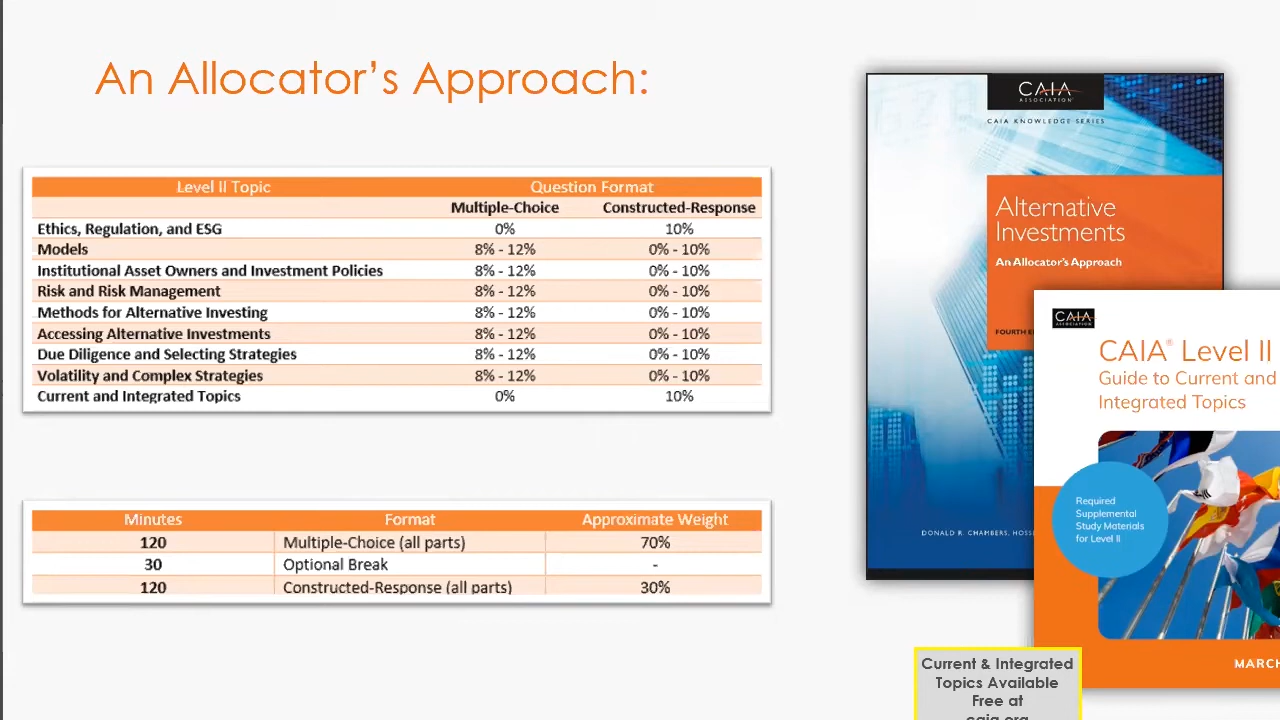 An Allocator's Approach:
Level II Topic Question Format
Multiple-Choice Constructed-Response
Ethics, Regulation, and ESG 0% 10%
Models 8% - 12% 0% - 10%
Institutional Asset Owners and Investment Policies 8% - 12% 0% - 10%
Risk and Risk Management 8% - 12% 0% - 10%
Methods for Alternative Investing 8% - 12% 0% - 10%
Accessing Alternative Investments 8% - 12% 0% - 10%
Due Diligence and Selecting Strategies 8% - 12% 0% - 10%
Volatility and Complex Strategies 8% - 12% 0% - 10%
Current and Integrated Topics 0% 10%
Minutes Format Approximate Weight
120 Multiple-Choice (all parts) 70%
30 Optional Break -
120 Constructed-Response (all parts) 30%
CAIA
ASSOCIATION
CAIA KNOWLEDGE SERIES
Alternative
Investments
An Allocator's Approach
FOURTH
DONALD R. CHAMBERS,
CAIA
ASSOCIATION
CAIA® Level II
Guide to Current and
Integrated Topics
Required
Supplemental
Study Materials
for Level II
MARCH
Current & Integrated
Topics Available
Free at
caia.org